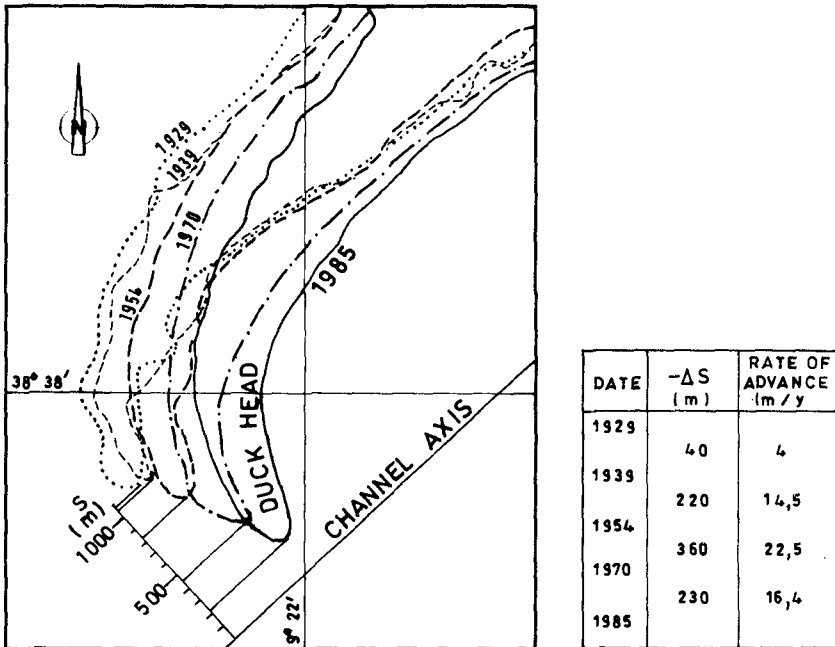 N
1929
1939
1970
1954
1985
38° 38'
DUCK HEAD
CHANNEL AXIS
S
(m)
1000
500
9° 22'
DATE
-ΔS
(m)
RATE OF
ADVANCE
(m/y
1929
40 4
1939
220 14,5
1954
360 22,5
1970
230 16,4
1985